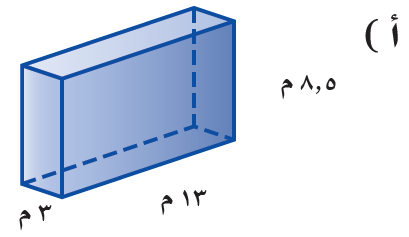 أ )
٨,٥ م
١٣ م
٣ م